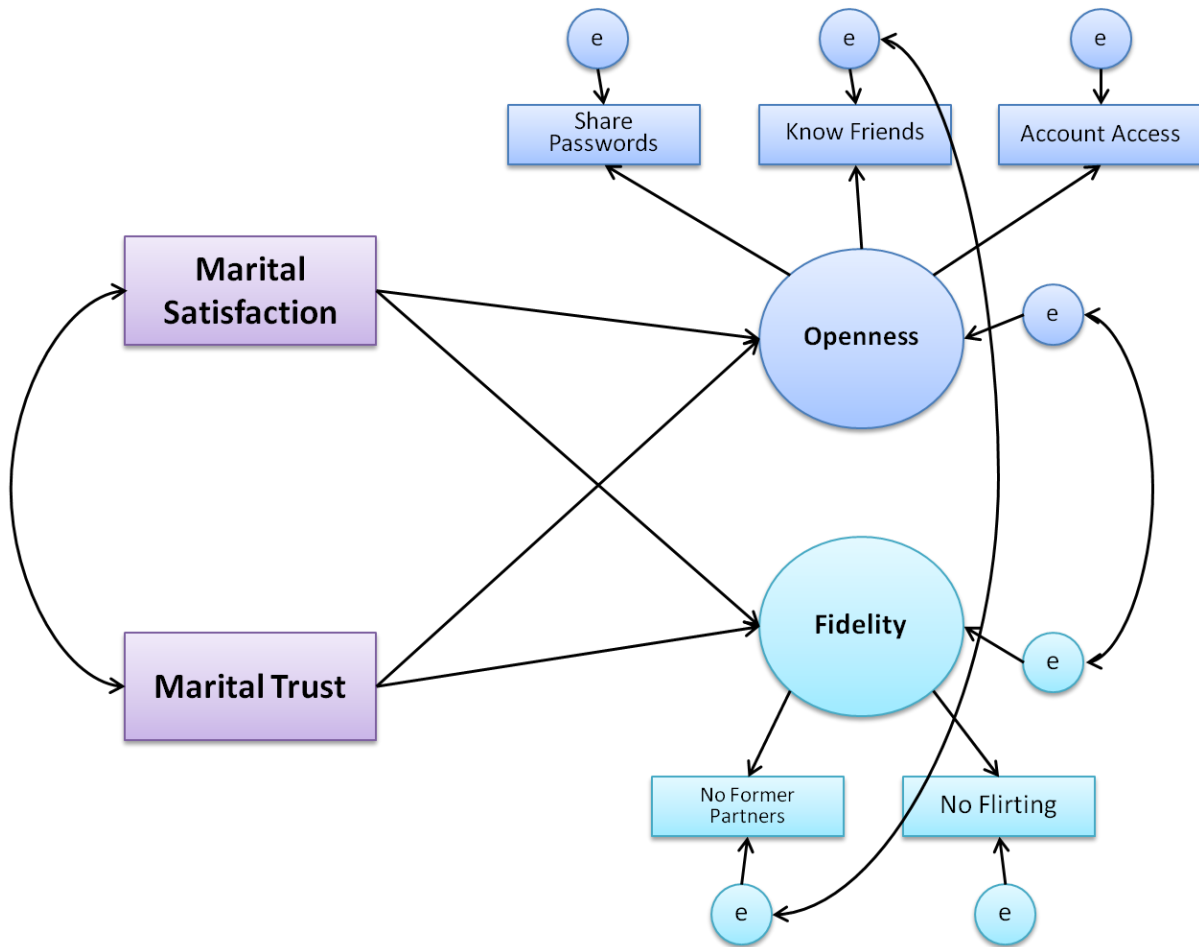 e
e
e
Share
Passwords
Know Friends
Account Access
Marital
Satisfaction
Openness
e
Fidelity
e
Marital Trust
No Former
Partners
No Flirting
e
e